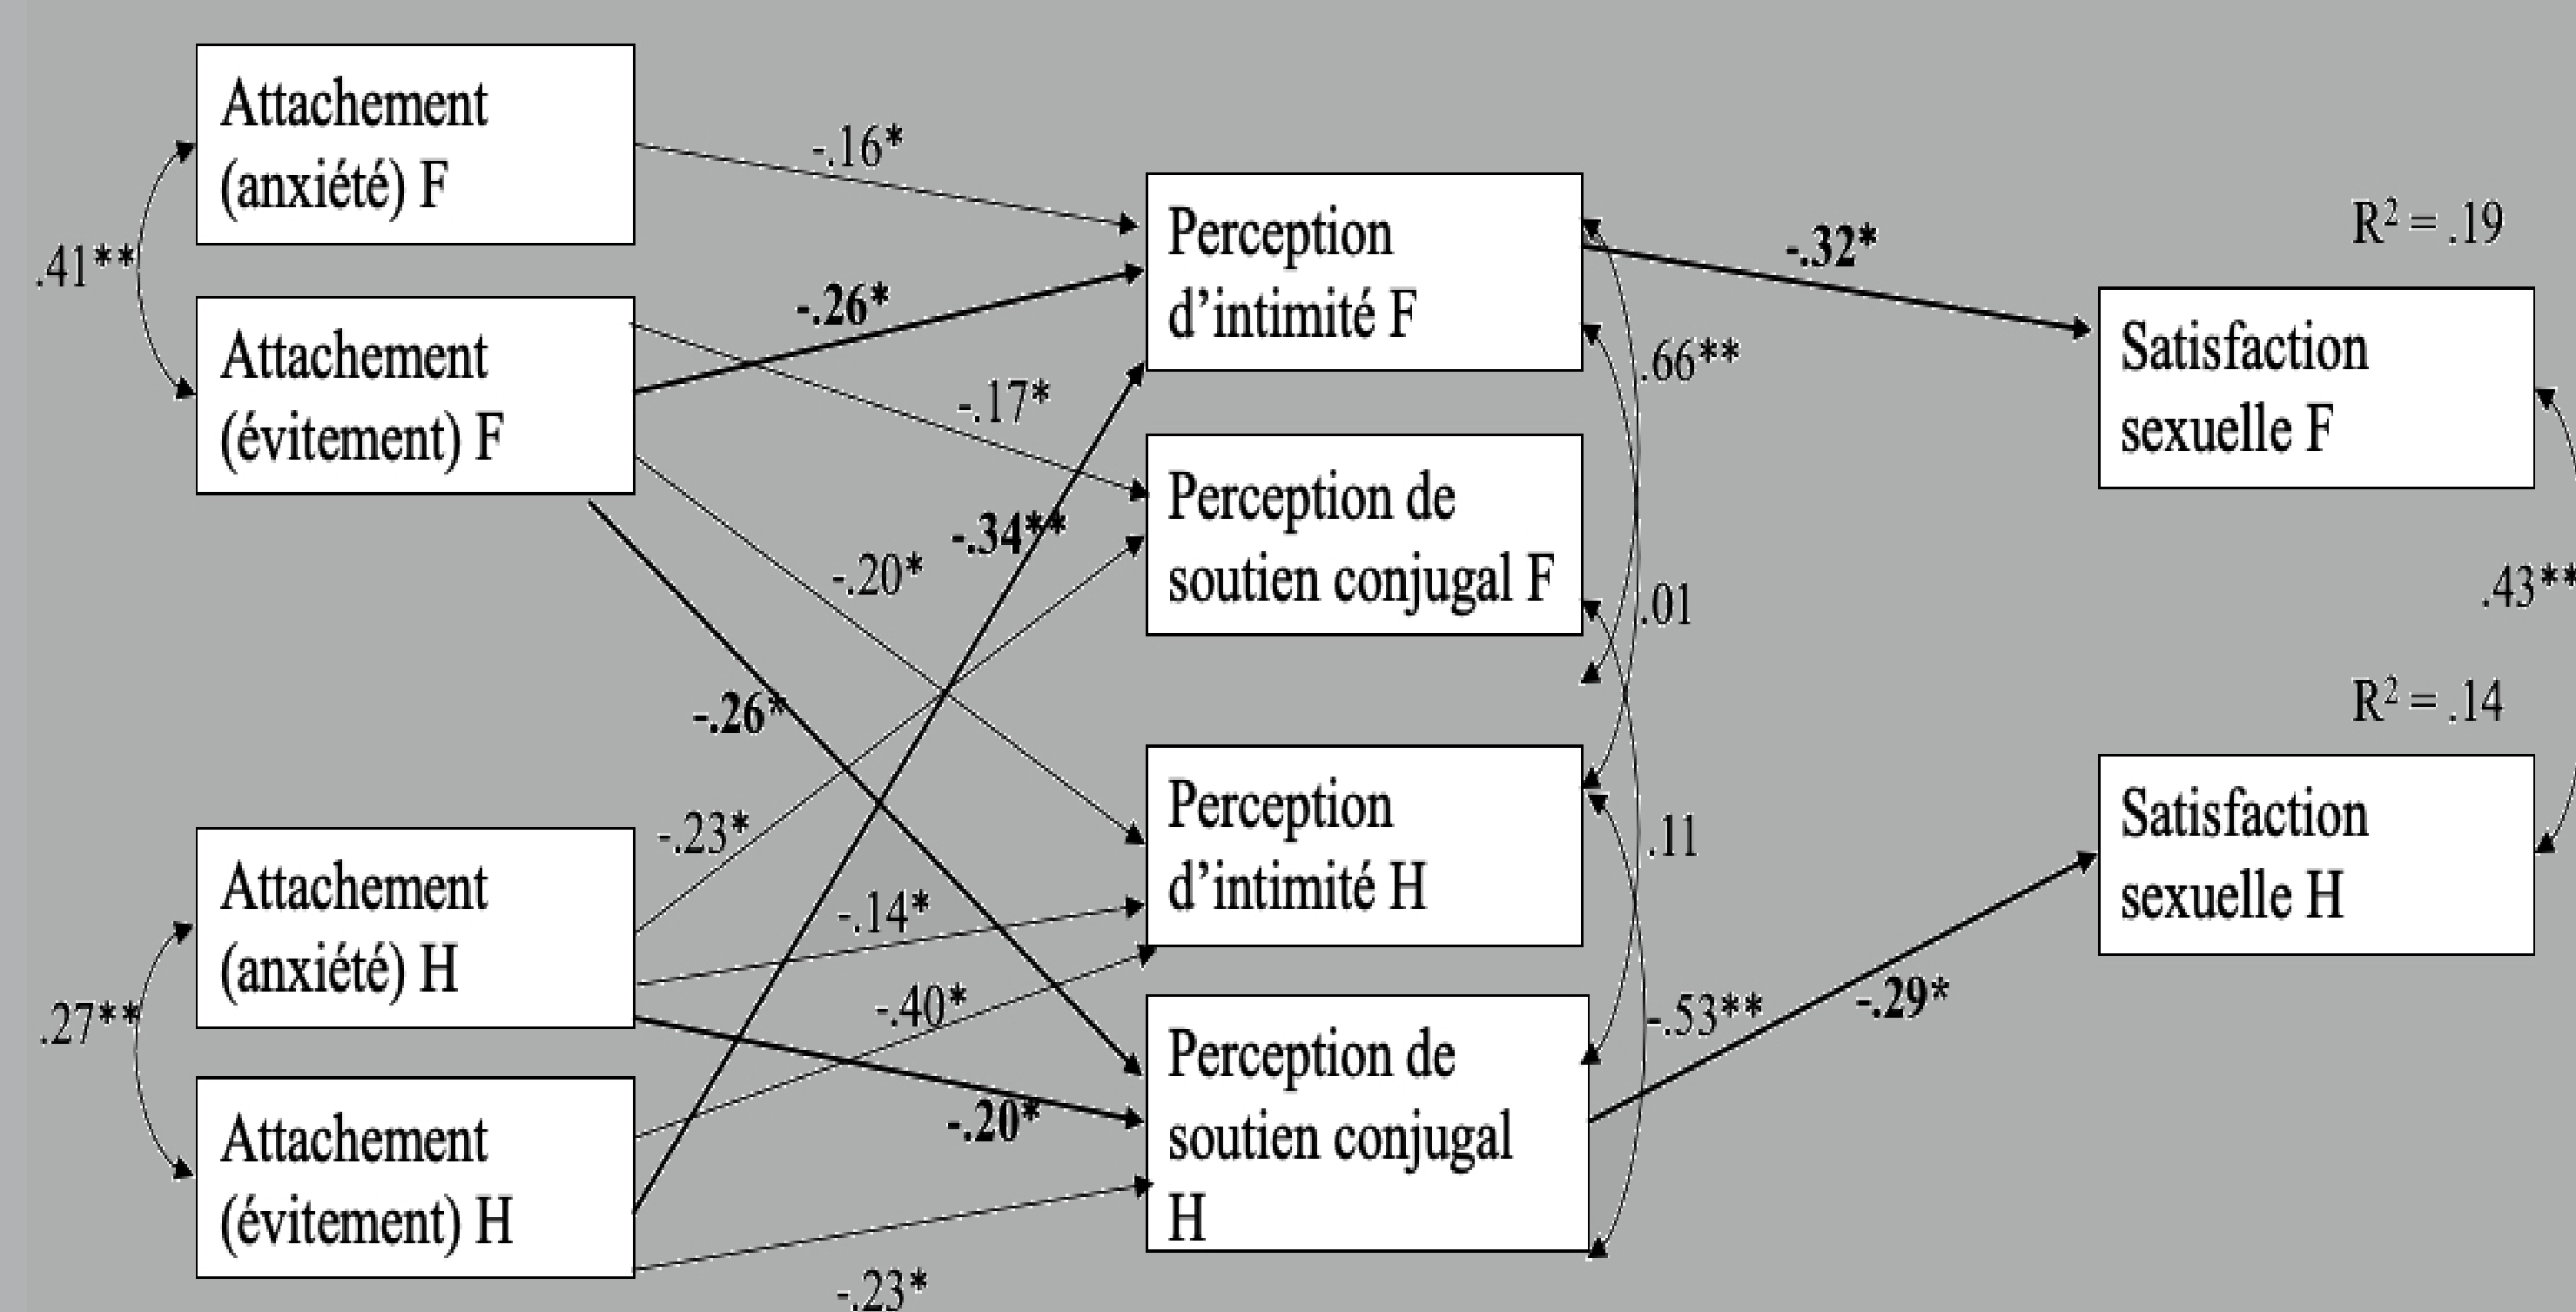 Attachement
(anxiété) F
-.16*
.41**
Attachement
(évitement) F
-.26*
-.17*
-.34**
-.20*
-.26*
Perception
d’intimité F
-.32*
R² = .19
.66**
Satisfaction
sexuelle F
Perception de
soutien conjugal F
.01
.43**
R² = .14
Attachement
(anxiété) H
-.23*
-.14*
-.40*
-.20*
.27**
Perception
d’intimité H
.11
Satisfaction
sexuelle H
-.53**
-.29*
Attachement
(évitement) H
Perception de
soutien conjugal
H
-.23*